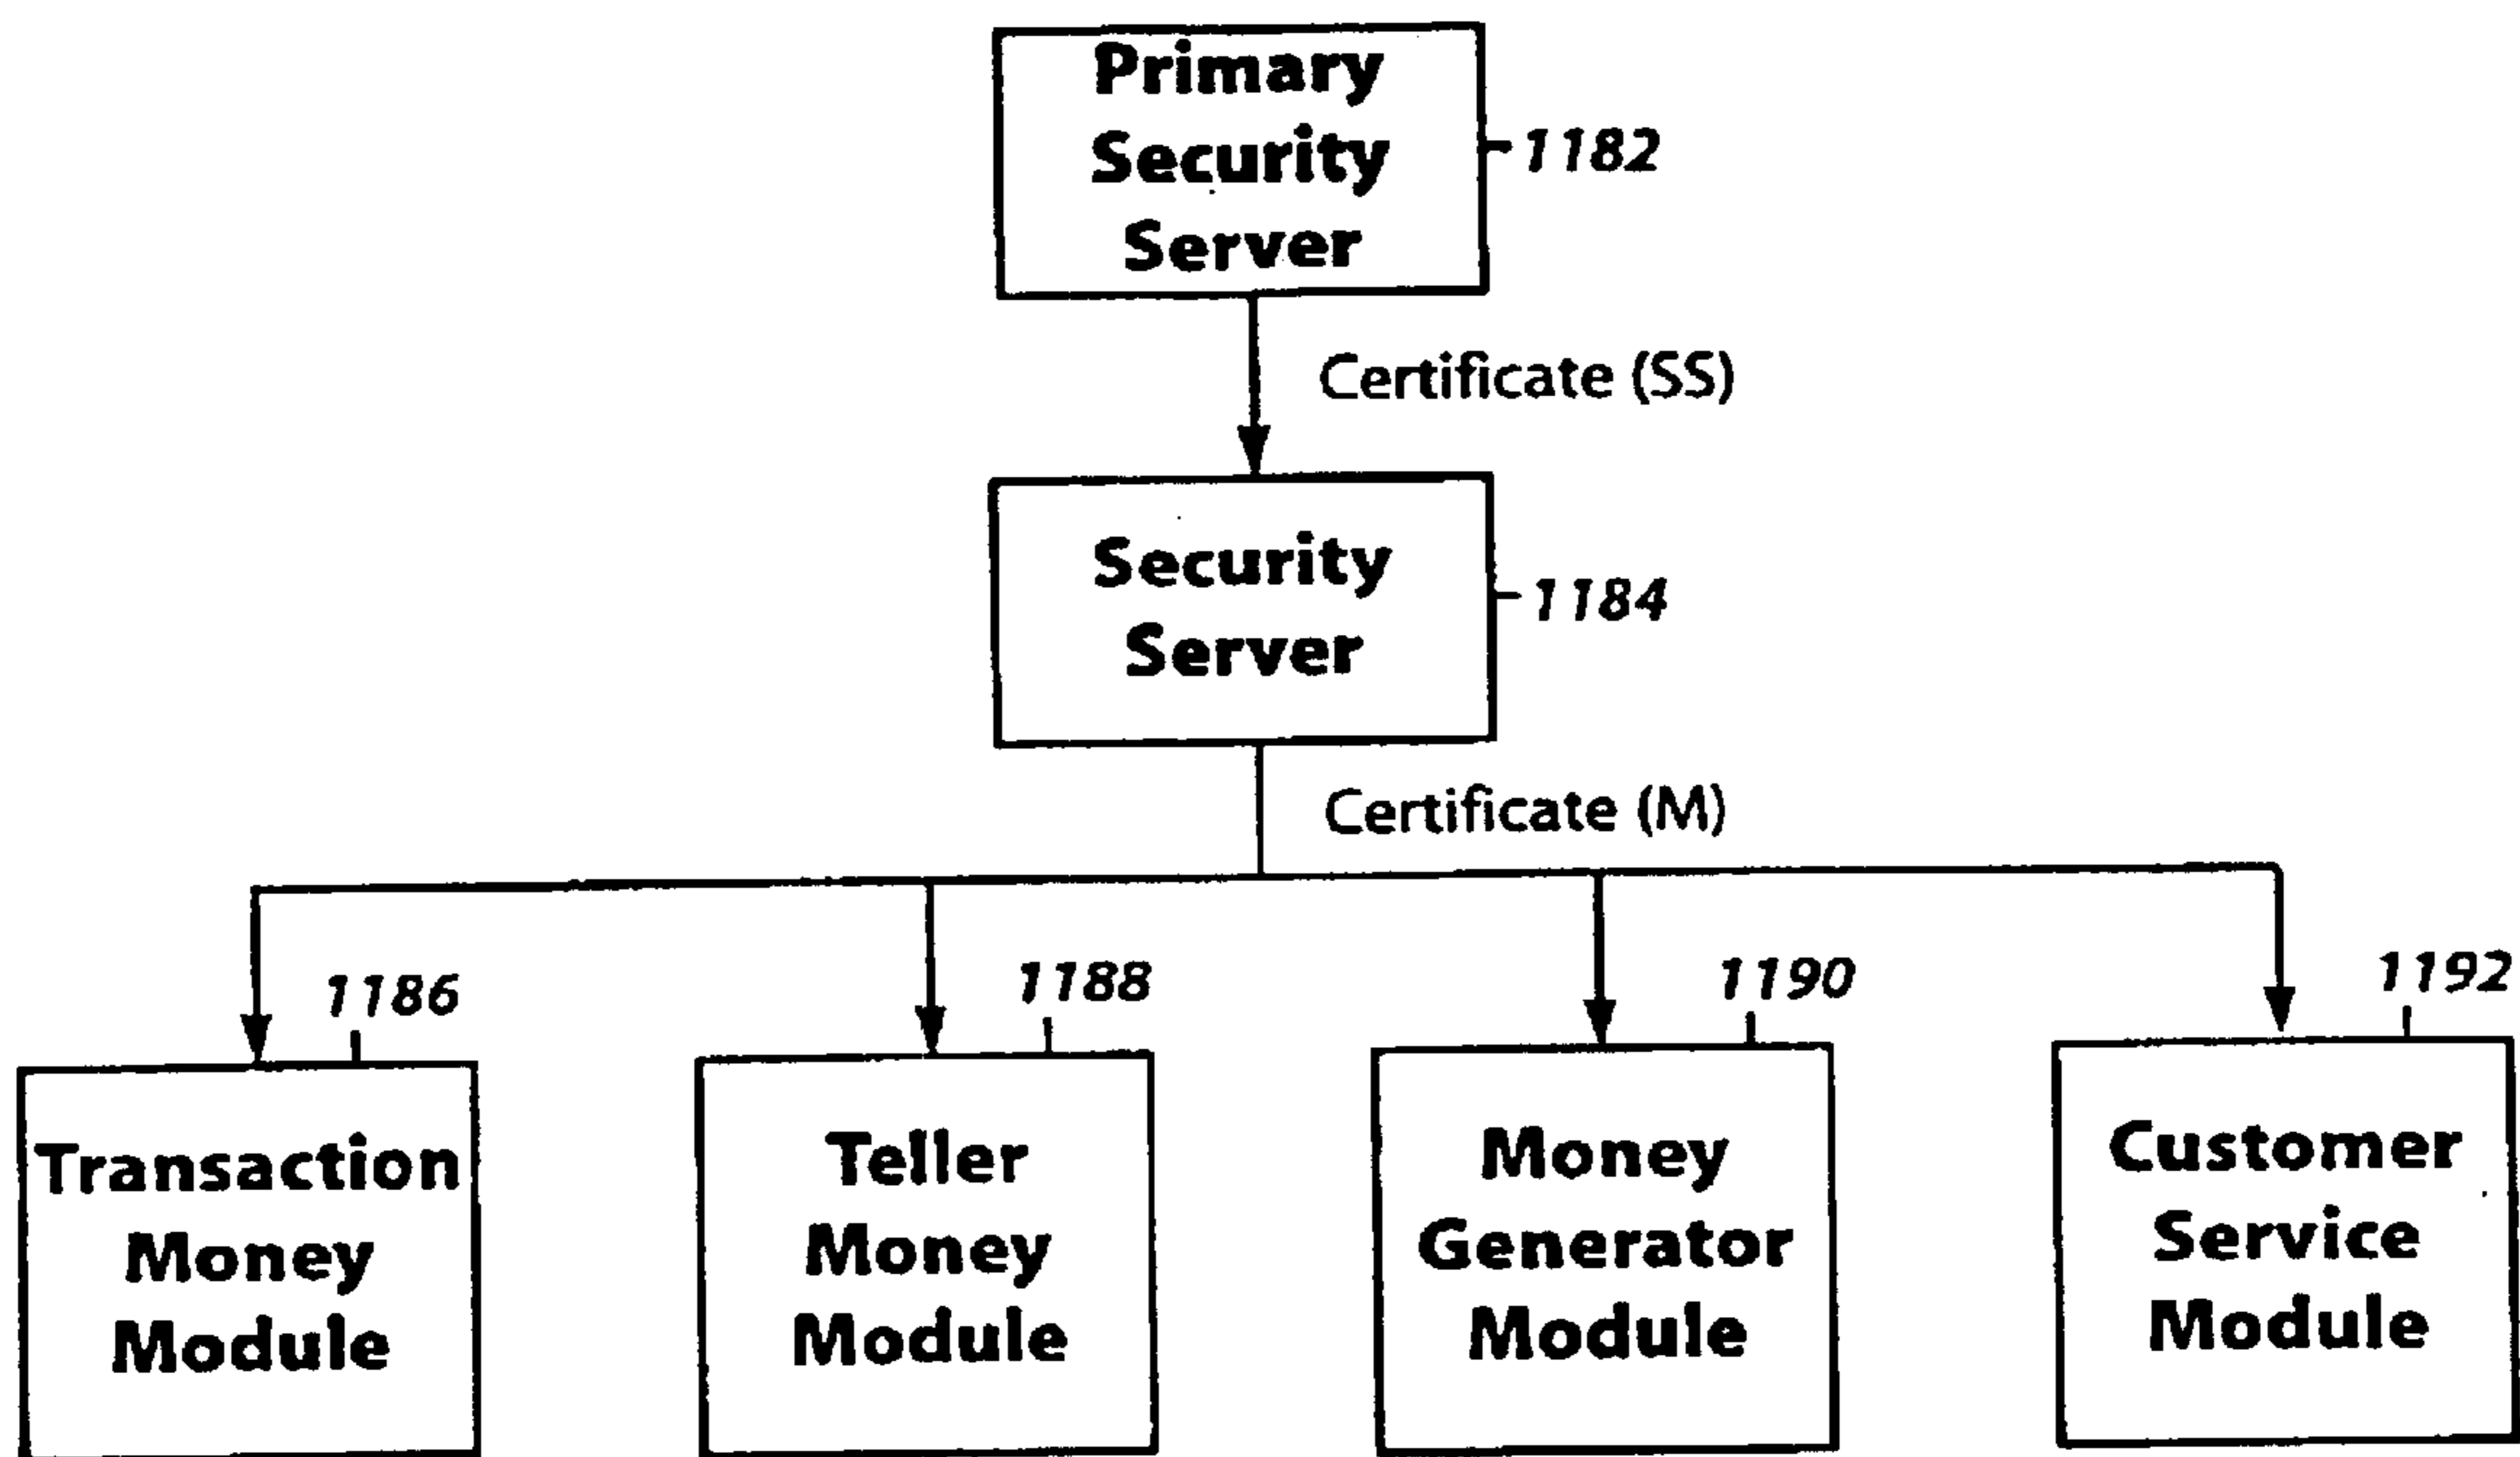 Primary
Security
Server
1182
Certificate (SS)
Security
Server
1184
Certificate (M)
1186
Transaction
Money
Module
1188
Teller
Money
Module
1190
Money
Generator
Module
1192
Customer
Service
Module